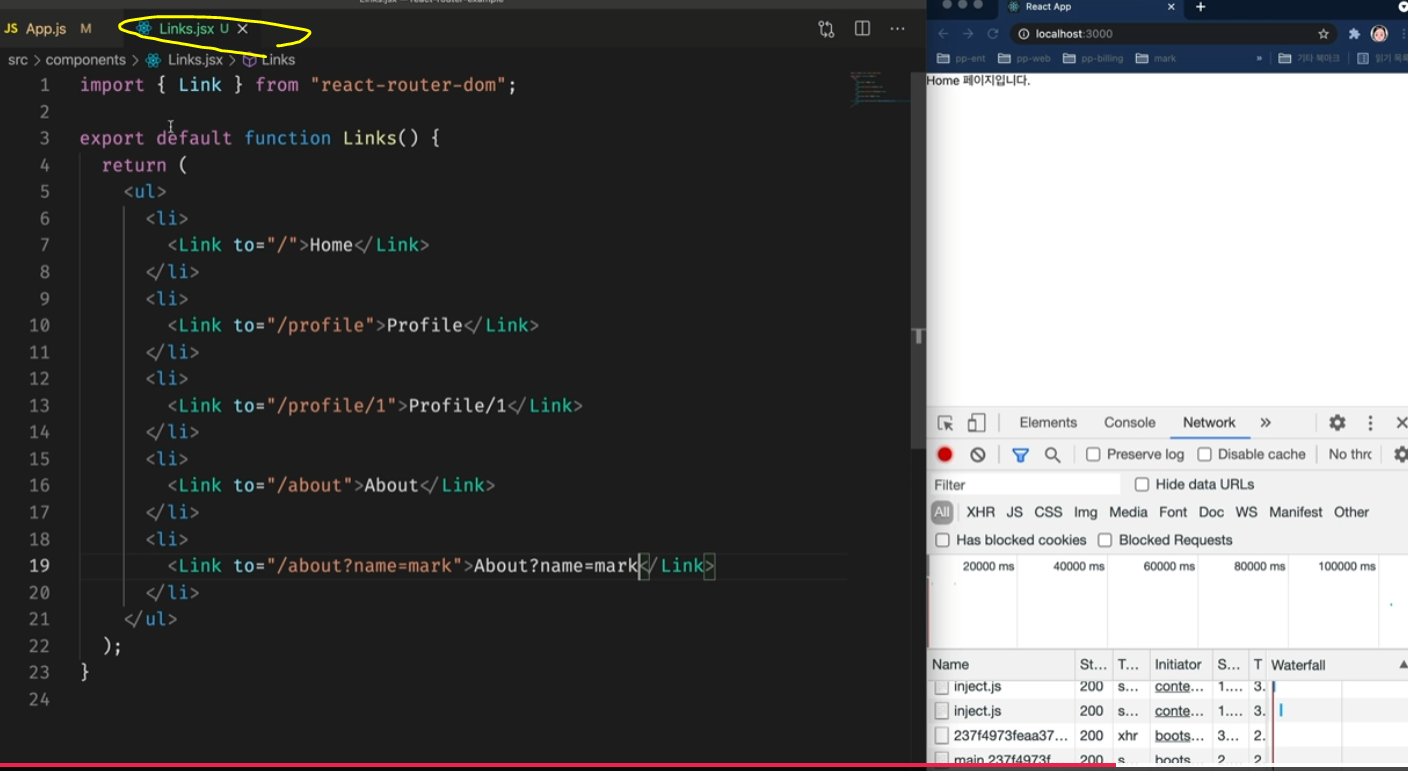 Links.jsx — react-router-example
JS App.js M
Links.jsx U
src > components > Links.jsx > Links
1 import { Link } from "react-router-dom";
2
3 export default function Links() {
4 return (
5 <ul>
6 <li>
7 <Link to="/">Home</Link>
8 </li>
9 <li>
10 <Link to="/profile">Profile</Link>
11 </li>
12 <li>
13 <Link to="/profile/1">Profile/1</Link>
14 </li>
15 <li>
16 <Link to="/about">About</Link>
17 </li>
18 <li>
19 <Link to="/about?name=mark">About?name=mark</Link>
20 </li>
21 </ul>
22 );
23 }
24
React App
localhost:3000
pp-ent pp-web pp-billing mark » 기타 북마크 읽기 목록
Home 페이지입니다.
Elements Console Network »
Preserve log Disable cache No thrc
Filter Hide data URLs
All XHR JS CSS Img Media Font Doc WS Manifest Other
Has blocked cookies Blocked Requests
20000 ms 40000 ms 60000 ms 80000 ms 100000 ms
Name St... T... Initiator S... T Waterfall
inject.js 200 s... conte... 1.... 3.
inject.js 200 s... conte... 1.... 3.
237f4973feaa37... 200 xhr boots... 3... 2.
main.237f4973f... 200 s... boots... 2... 2